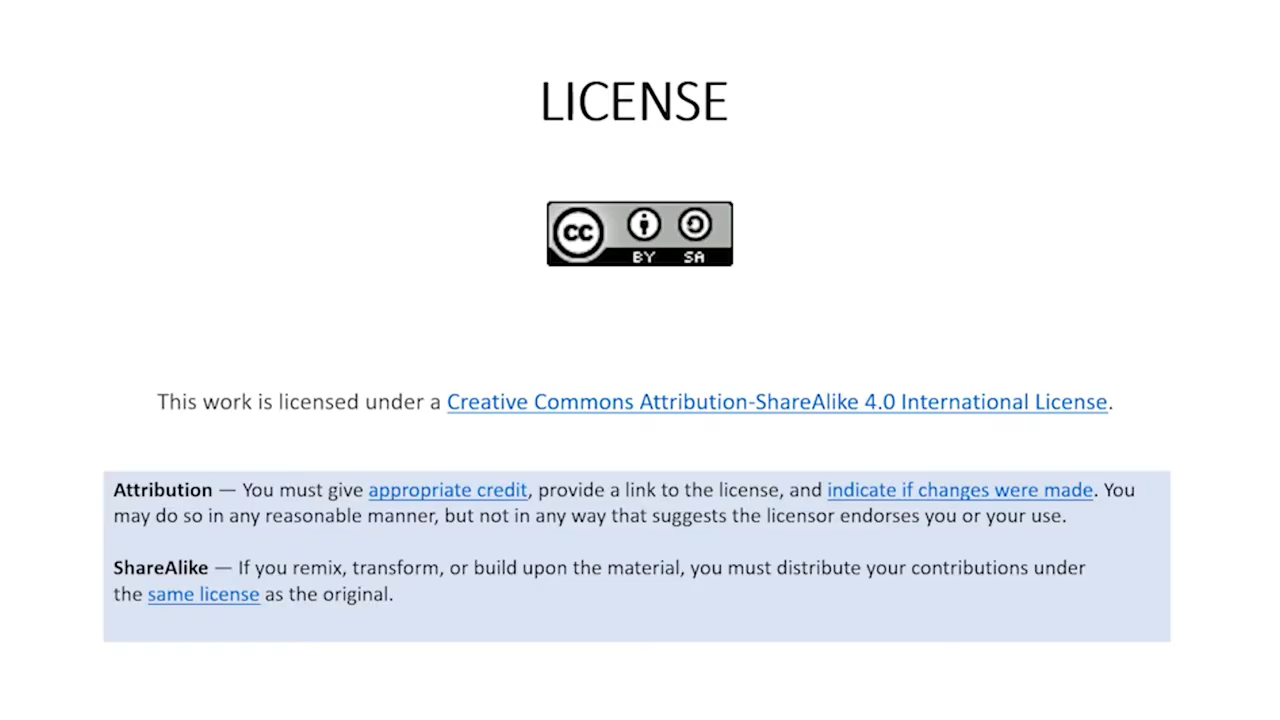 LICENSE
CC
BY SA
This work is licensed under a Creative Commons Attribution-ShareAlike 4.0 International License.
Attribution — You must give appropriate credit, provide a link to the license, and indicate if changes were made. You
may do so in any reasonable manner, but not in any way that suggests the licensor endorses you or your use.
ShareAlike — If you remix, transform, or build upon the material, you must distribute your contributions under
the same license as the original.